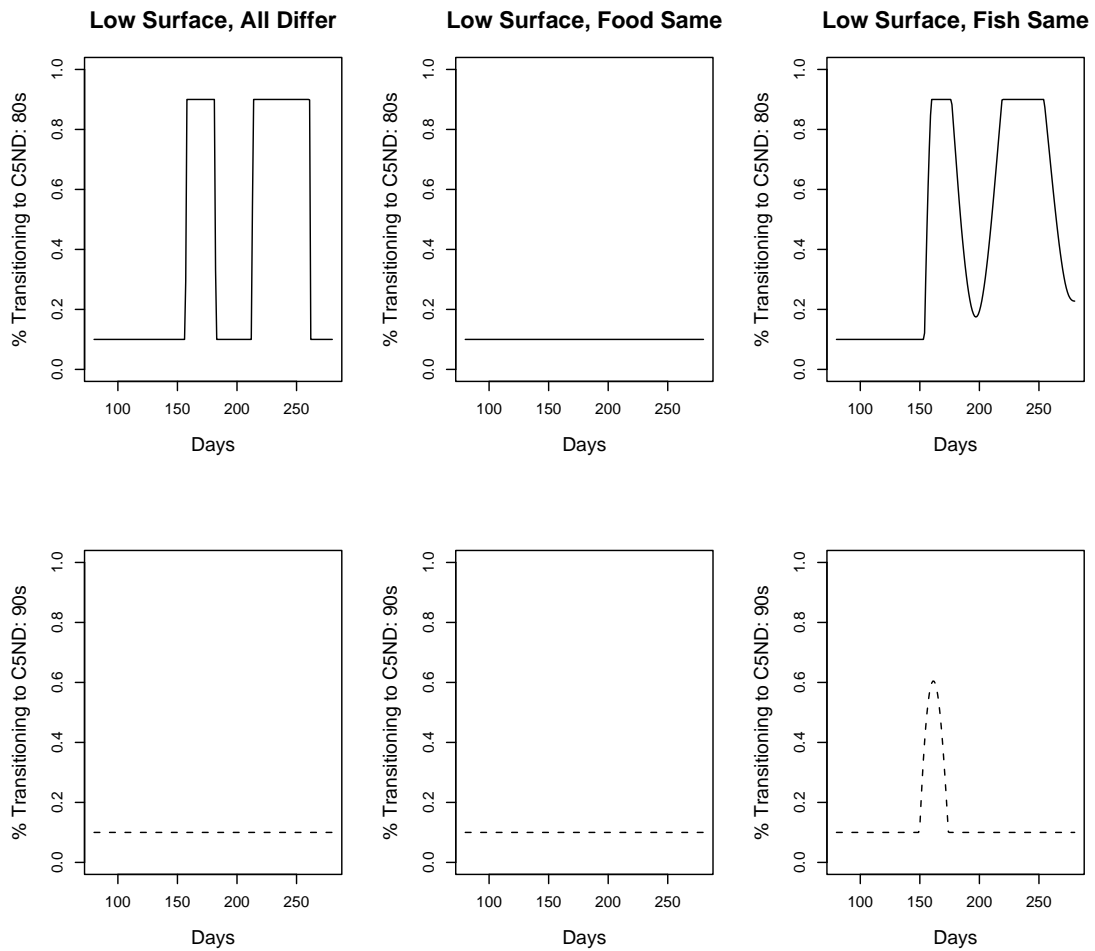 Low Surface, All Differ
% Transitioning to C5ND: 80s
1.0
0.8
0.6
0.4
0.2
0.0
100 150 200 250
Days
Low Surface, Food Same
% Transitioning to C5ND: 80s
1.0
0.8
0.6
0.4
0.2
0.0
100 150 200 250
Days
Low Surface, Fish Same
% Transitioning to C5ND: 80s
1.0
0.8
0.6
0.4
0.2
0.0
100 150 200 250
Days
% Transitioning to C5ND: 90s
1.0
0.8
0.6
0.4
0.2
0.0
100 150 200 250
Days
% Transitioning to C5ND: 90s
1.0
0.8
0.6
0.4
0.2
0.0
100 150 200 250
Days
% Transitioning to C5ND: 90s
1.0
0.8
0.6
0.4
0.2
0.0
100 150 200 250
Days